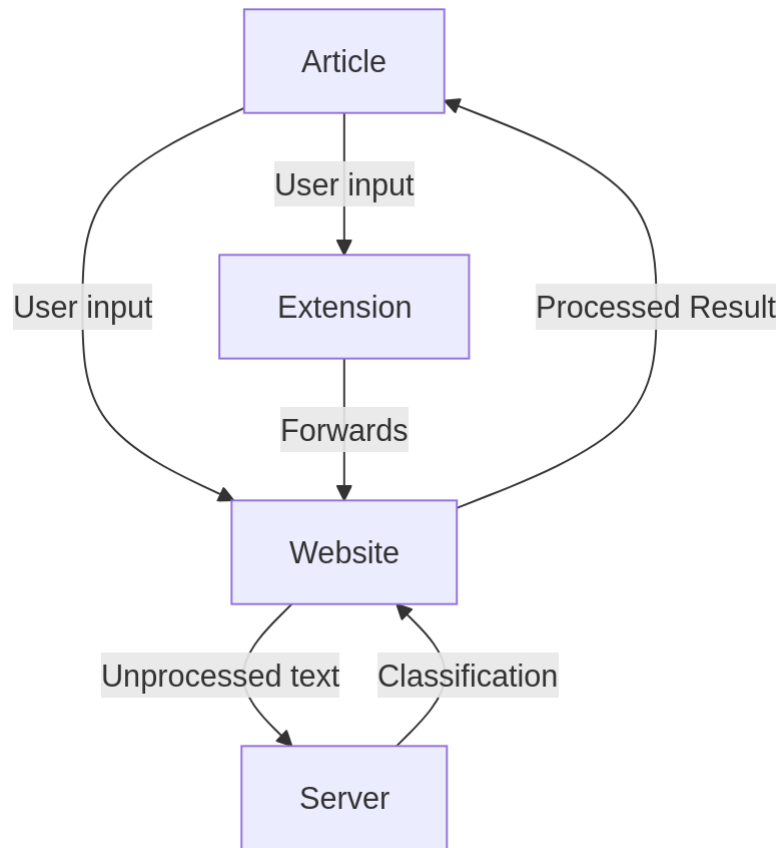 Article
User input
Extension
User input
Processed Result
Forwards
Website
Unprocessed text
Classification
Server